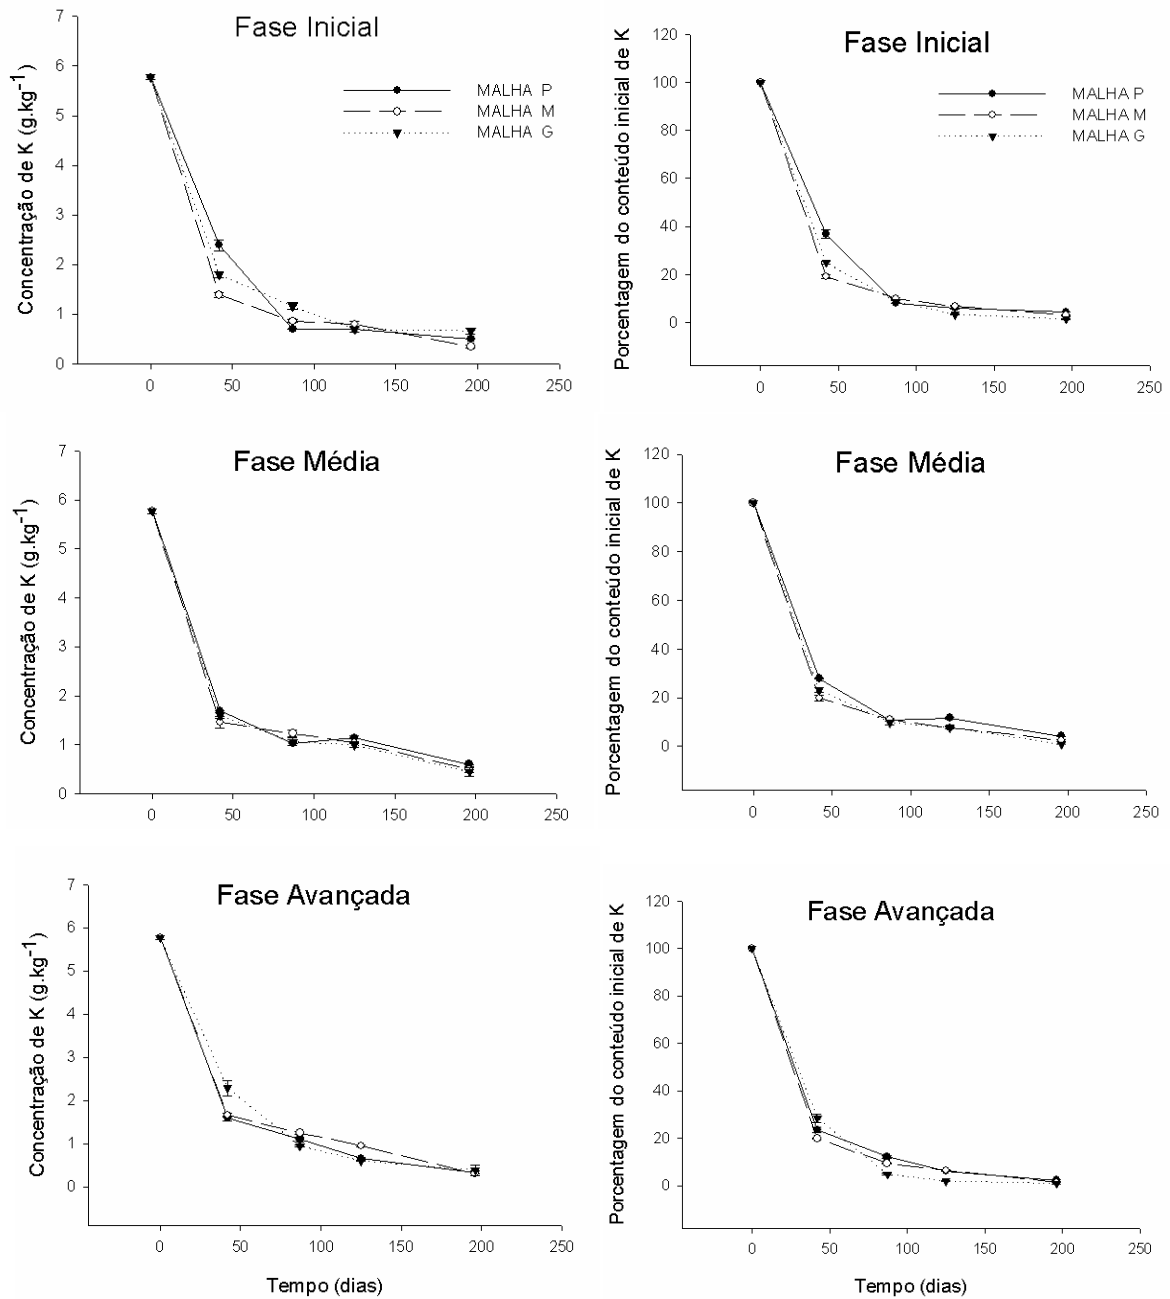 Fase Inicial
Concentração de K (g.kg-1)
7
6
5
4
3
2
1
0
MALHA P
MALHA M
MALHA G
0 50 100 150 200 250
Fase Inicial
Porcentagem do conteúdo inicial de K
120
100
80
60
40
20
0
MALHA P
MALHA M
MALHA G
0 50 100 150 200 250
Fase Média
Concentração de K (g.kg-1)
7
6
5
4
3
2
1
0
0 50 100 150 200 250
Fase Média
Porcentagem do conteúdo inicial de K
120
100
80
60
40
20
0
0 50 100 150 200 250
Fase Avançada
Concentração de K (g.kg-1)
7
6
5
4
3
2
1
0
0 50 100 150 200 250
Tempo (dias)
Fase Avançada
Porcentagem do conteúdo inicial de K
120
100
80
60
40
20
0
0 50 100 150 200 250
Tempo (dias)